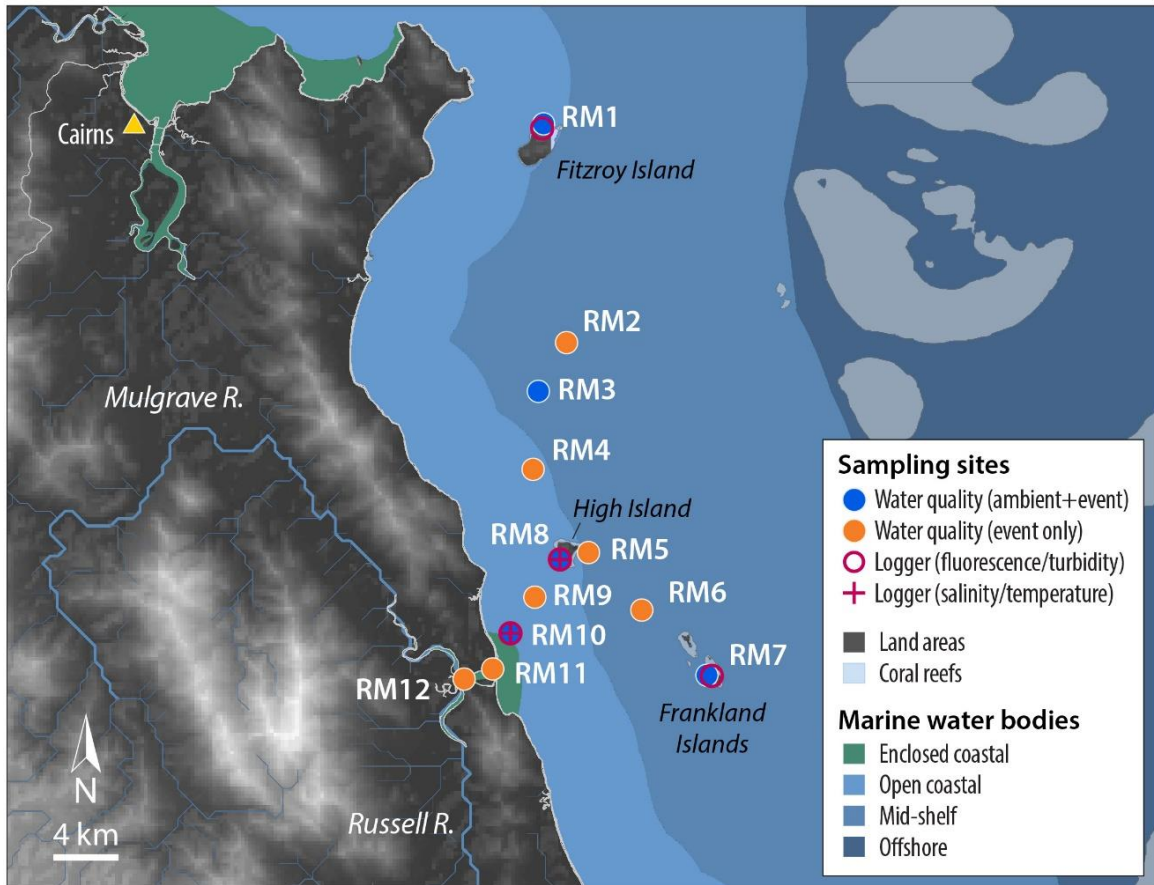 RM1
Cairns
Fitzroy Island
RM2
RM3
Mulgrave R.
RM4
High Island
RM8
RM5
RM9
RM6
RM10
RM7
RM11
RM12
Frankland
Islands
N
Russell R.
4 km
Sampling sites
Water quality (ambient+event)
Water quality (event only)
Logger (fluorescence/turbidity)
Logger (salinity/temperature)
Land areas
Coral reefs
Marine water bodies
Enclosed coastal
Open coastal
Mid-shelf
Offshore